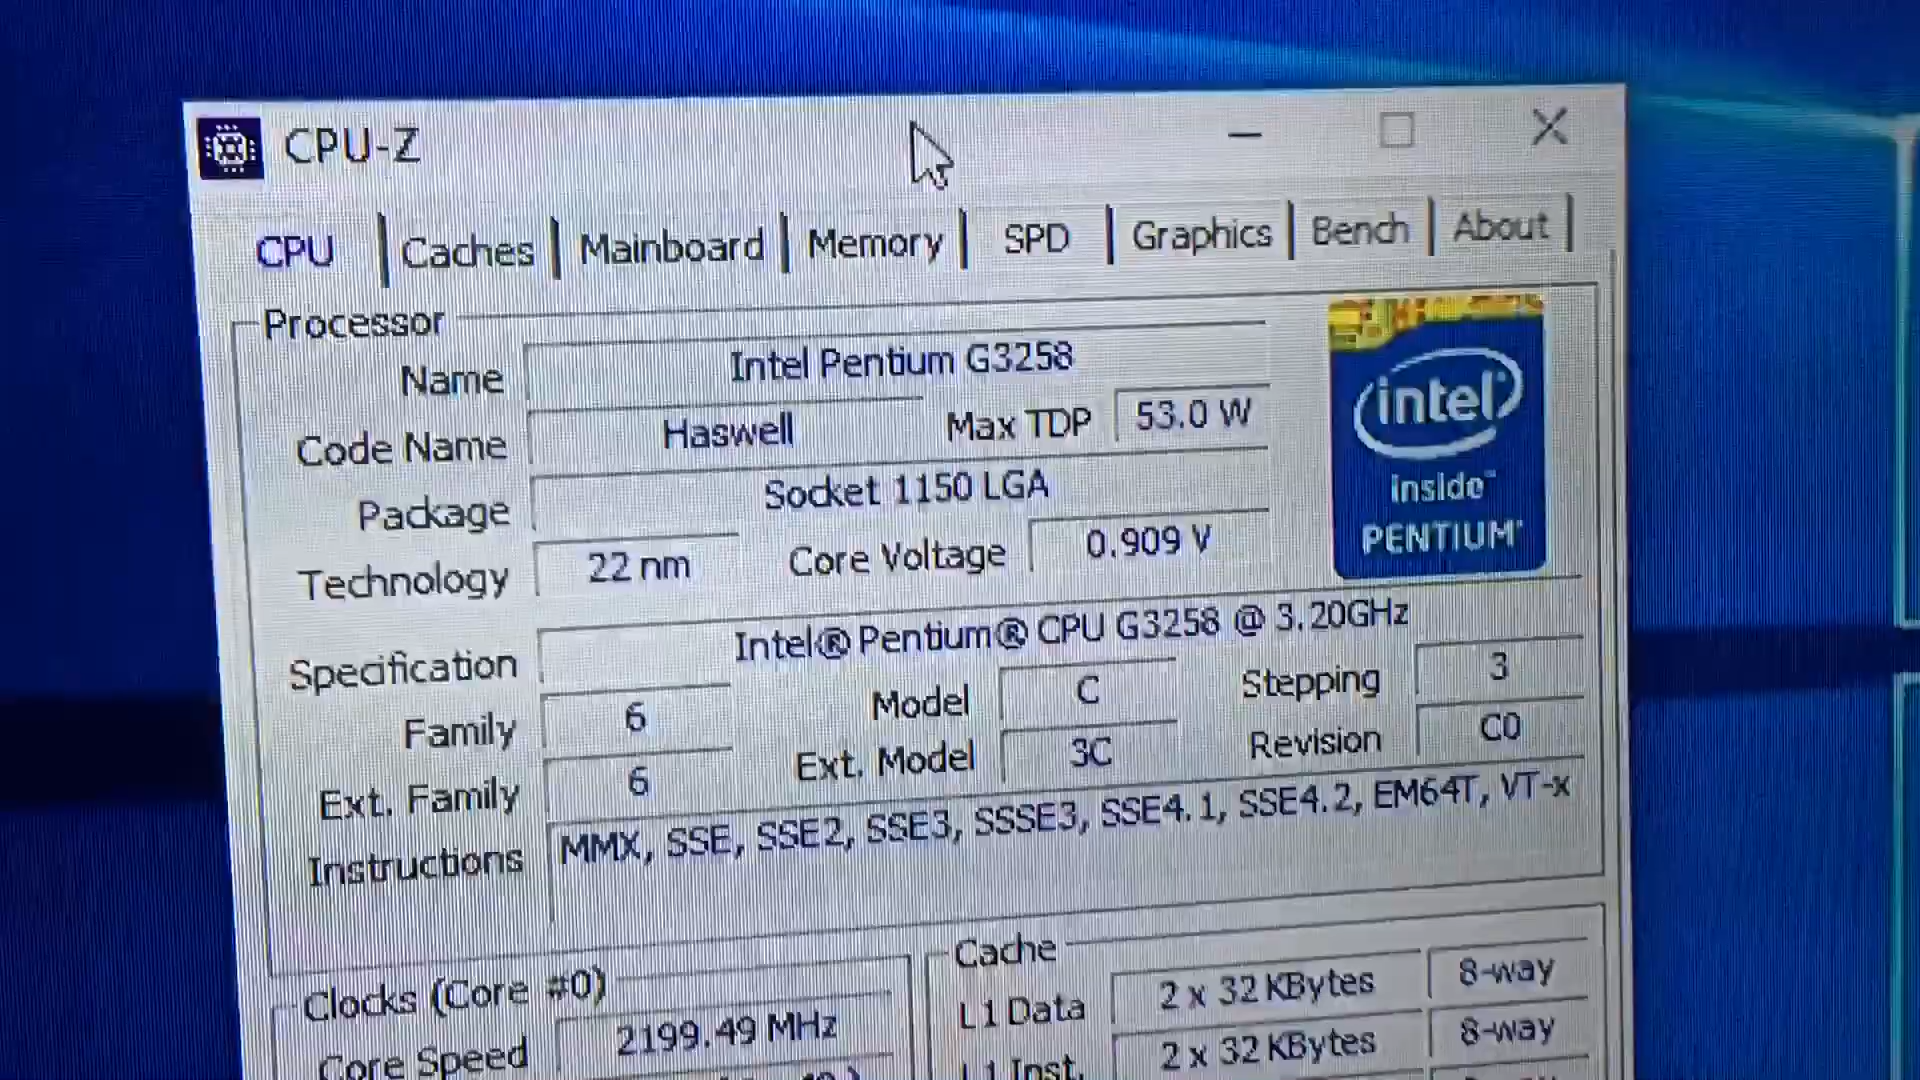 CPU-Z
CPU Caches Mainboard Memory SPD Graphics Bench About
Processor
Name Intel Pentium G3258
Code Name Haswell Max TDP 53.0 W
Package Socket 1150 LGA
Technology 22 nm Core Voltage 0.909 V
intel inside™ PENTIUM®
Specification Intel® Pentium® CPU G3258 @ 3.20GHz
Family 6 Model C Stepping 3
Ext. Family 6 Ext. Model 3C Revision C0
Instructions MMX, SSE, SSE2, SSE3, SSSE3, SSE4.1, SSE4.2, EM64T, VT-x
Clocks (Core #0)
Core Speed 2199.49 MHz
Cache
L1 Data 2 x 32 KBytes 8-way
L1 Inst. 2 x 32 KBytes 8-way